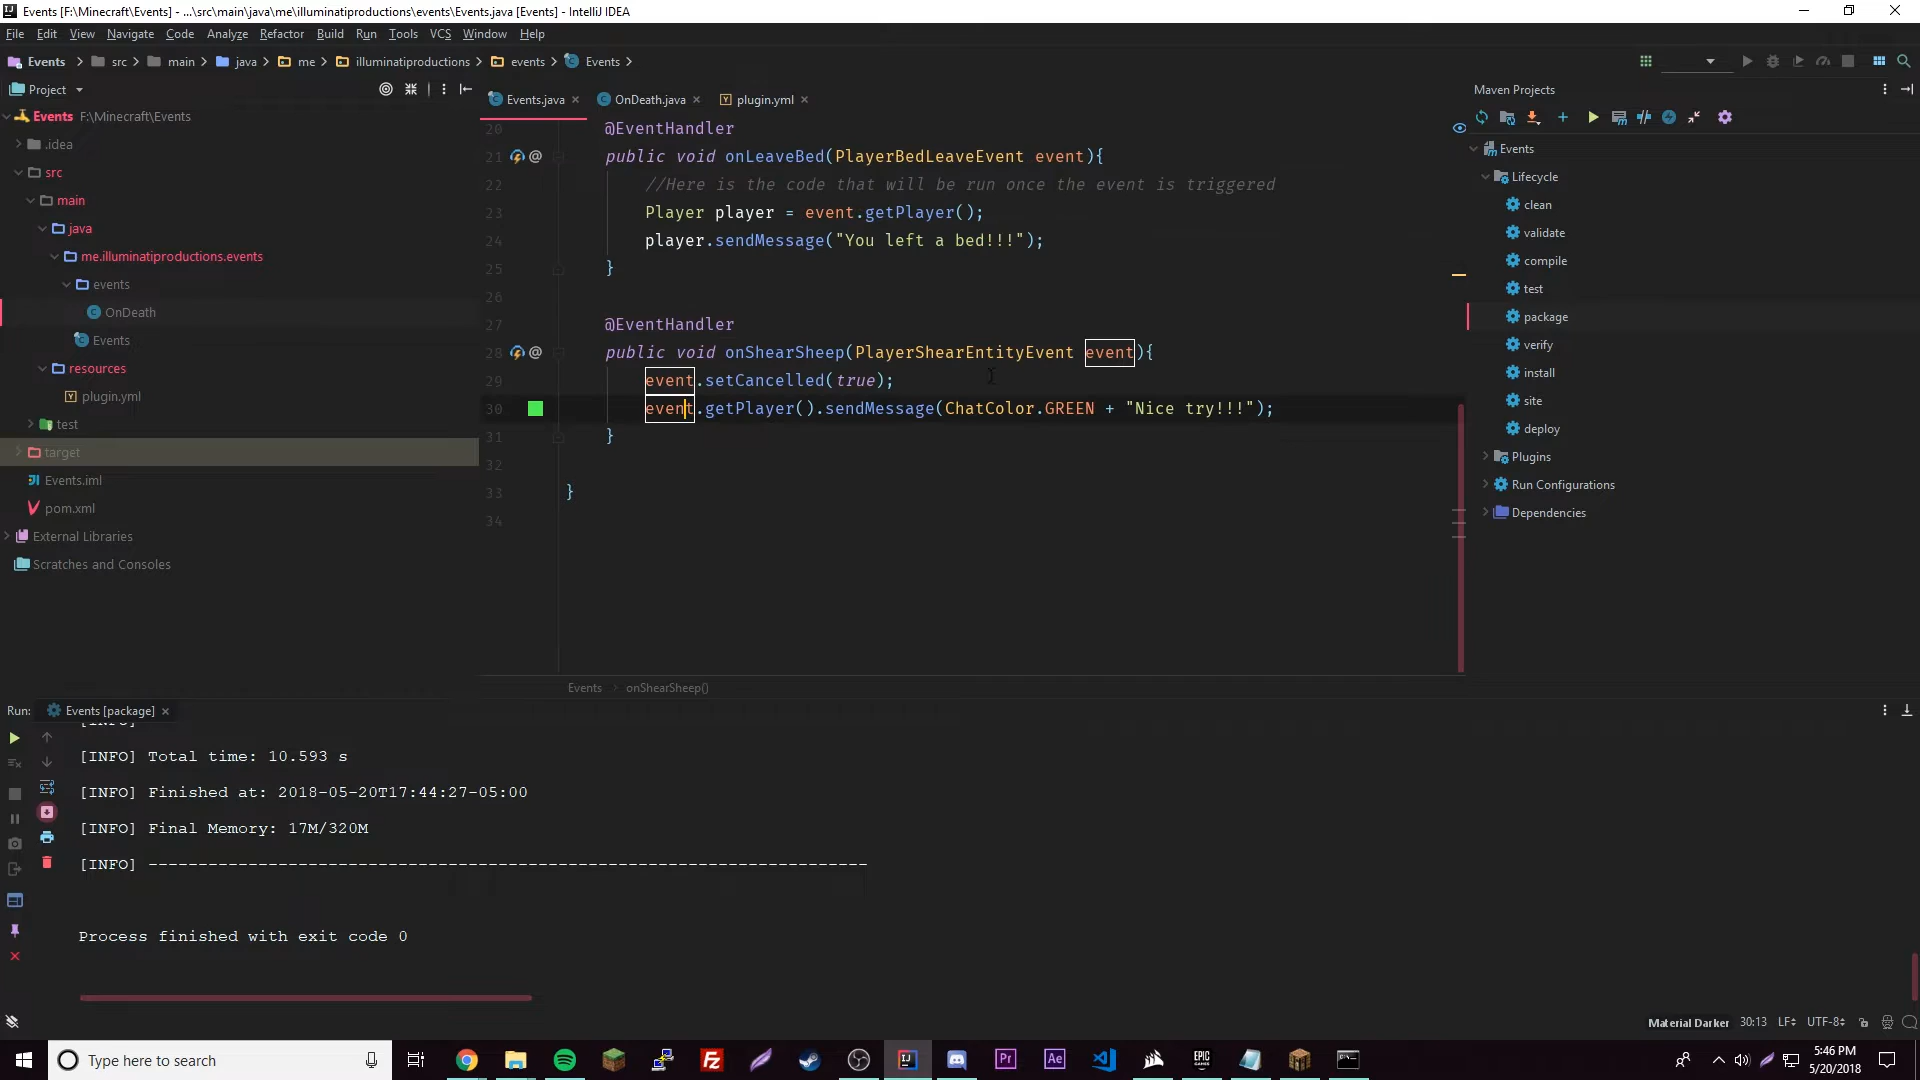 Events [F:\Minecraft\Events] - ...\src\main\java\me\illuminatiproductions\events\Events.java [Events] - IntelliJ IDEA
File Edit View Navigate Code Analyze Refactor Build Run Tools VCS Window Help
Events src main java me illuminatiproductions events Events
Project
Events.java OnDeath.java plugin.yml
Maven Projects
Events F:\Minecraft\Events
.idea
src
main
java
me.illuminatiproductions.events
events
OnDeath
Events
resources
plugin.yml
test
target
Events.iml
pom.xml
External Libraries
Scratches and Consoles
20 @EventHandler
21 public void onLeaveBed(PlayerBedLeaveEvent event){
22 //Here is the code that will be run once the event is triggered
23 Player player = event.getPlayer();
24 player.sendMessage("You left a bed!!!");
25 }
26
27 @EventHandler
28 public void onShearSheep(PlayerShearEntityEvent event){
29 event.setCancelled(true);
30 event.getPlayer().sendMessage(ChatColor.GREEN + "Nice try!!!");
31 }
32
33 }
34
Events onShearSheep()
Events
Lifecycle
clean
validate
compile
test
package
verify
install
site
deploy
Plugins
Run Configurations
Dependencies
Run: Events [package]
[INFO]
[INFO] Total time: 10.593 s
[INFO] Finished at: 2018-05-20T17:44:27-05:00
[INFO] Final Memory: 17M/320M
[INFO] ------------------------------------------------------------------------
Process finished with exit code 0
Material Darker 30:13 LF UTF-8
Type here to search
Pr Ae EPIC GAMES
5:46 PM
5/20/2018